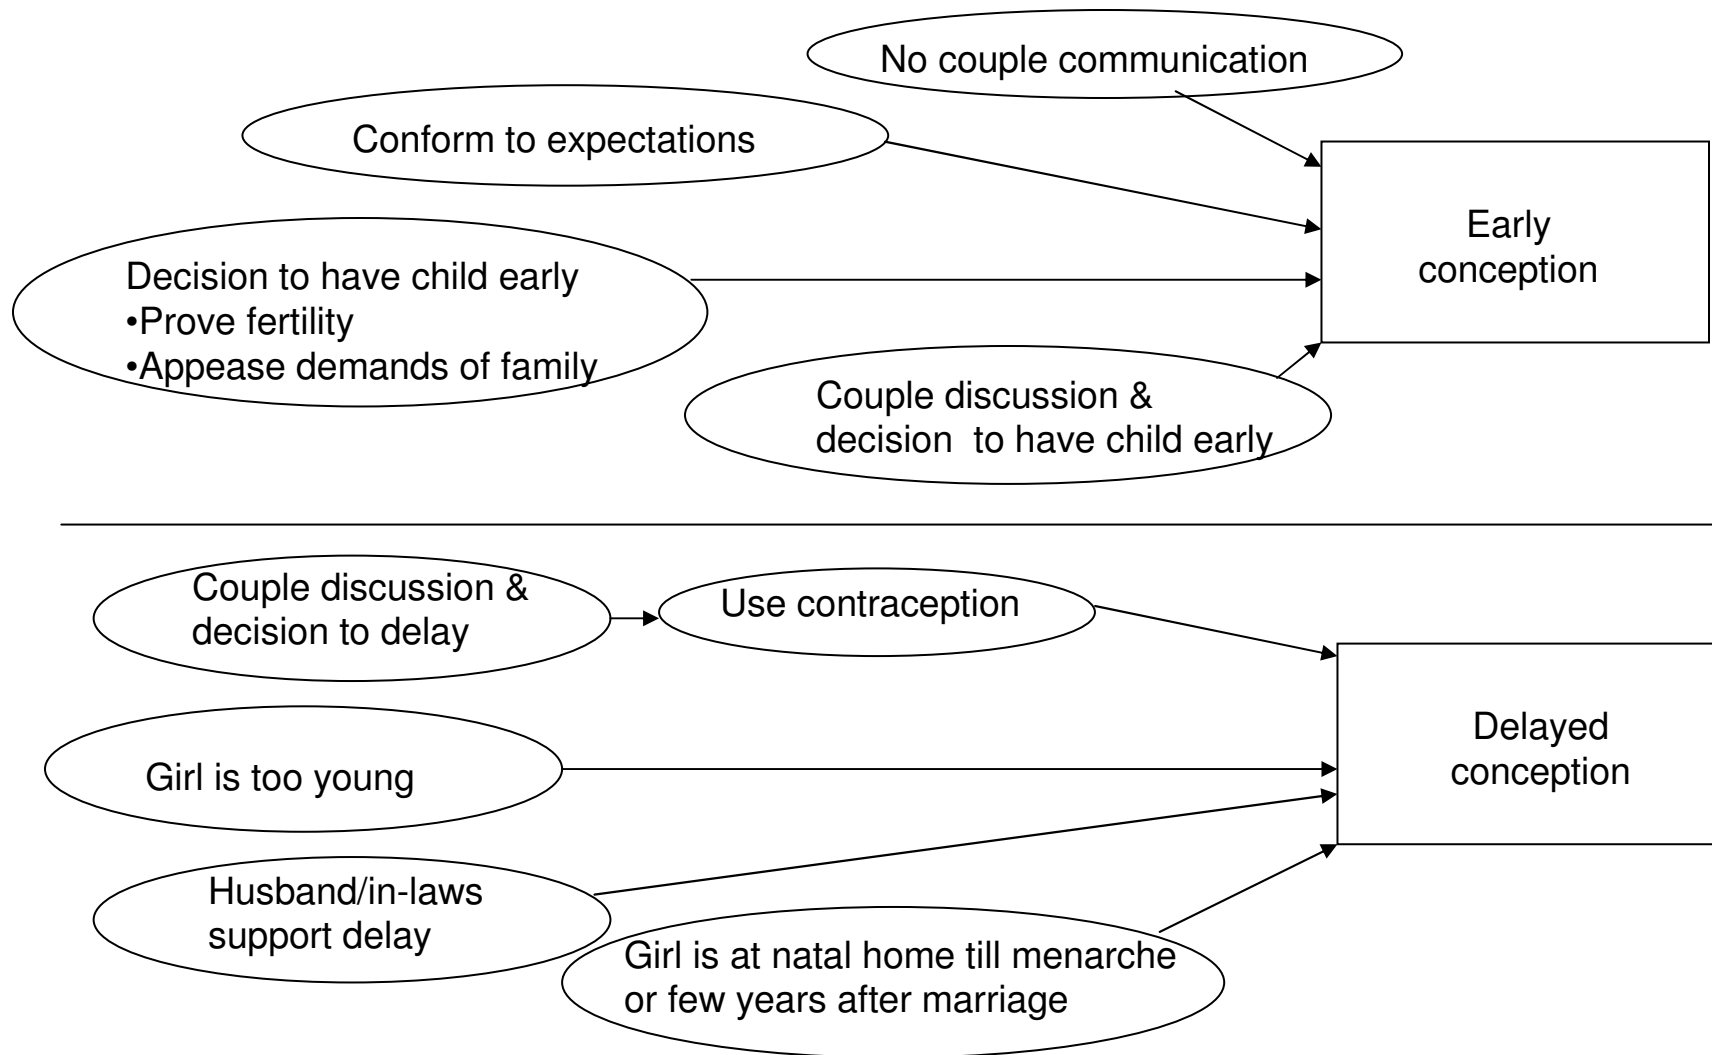 No couple communication
Conform to expectations
Early
conception
Decision to have child early
•Prove fertility
•Appease demands of family
Couple discussion &
decision to have child early
Couple discussion &
decision to delay
Use contraception
Delayed
conception
Girl is too young
Husband/in-laws
support delay
Girl is at natal home till menarche
or few years after marriage